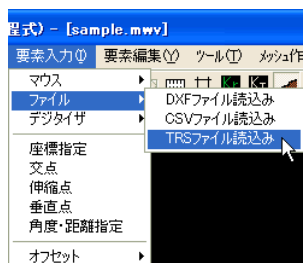 程式) - [sample.mwv]
要素入力(I) 要素編集(Y) ツール(T) メッシュ作
マウス
ファイル
デジタイザ
DXFファイル読込み
CSVファイル読込み
TRSファイル読込み
座標指定
交点
伸縮点
垂直点
角度・距離指定
オフセット